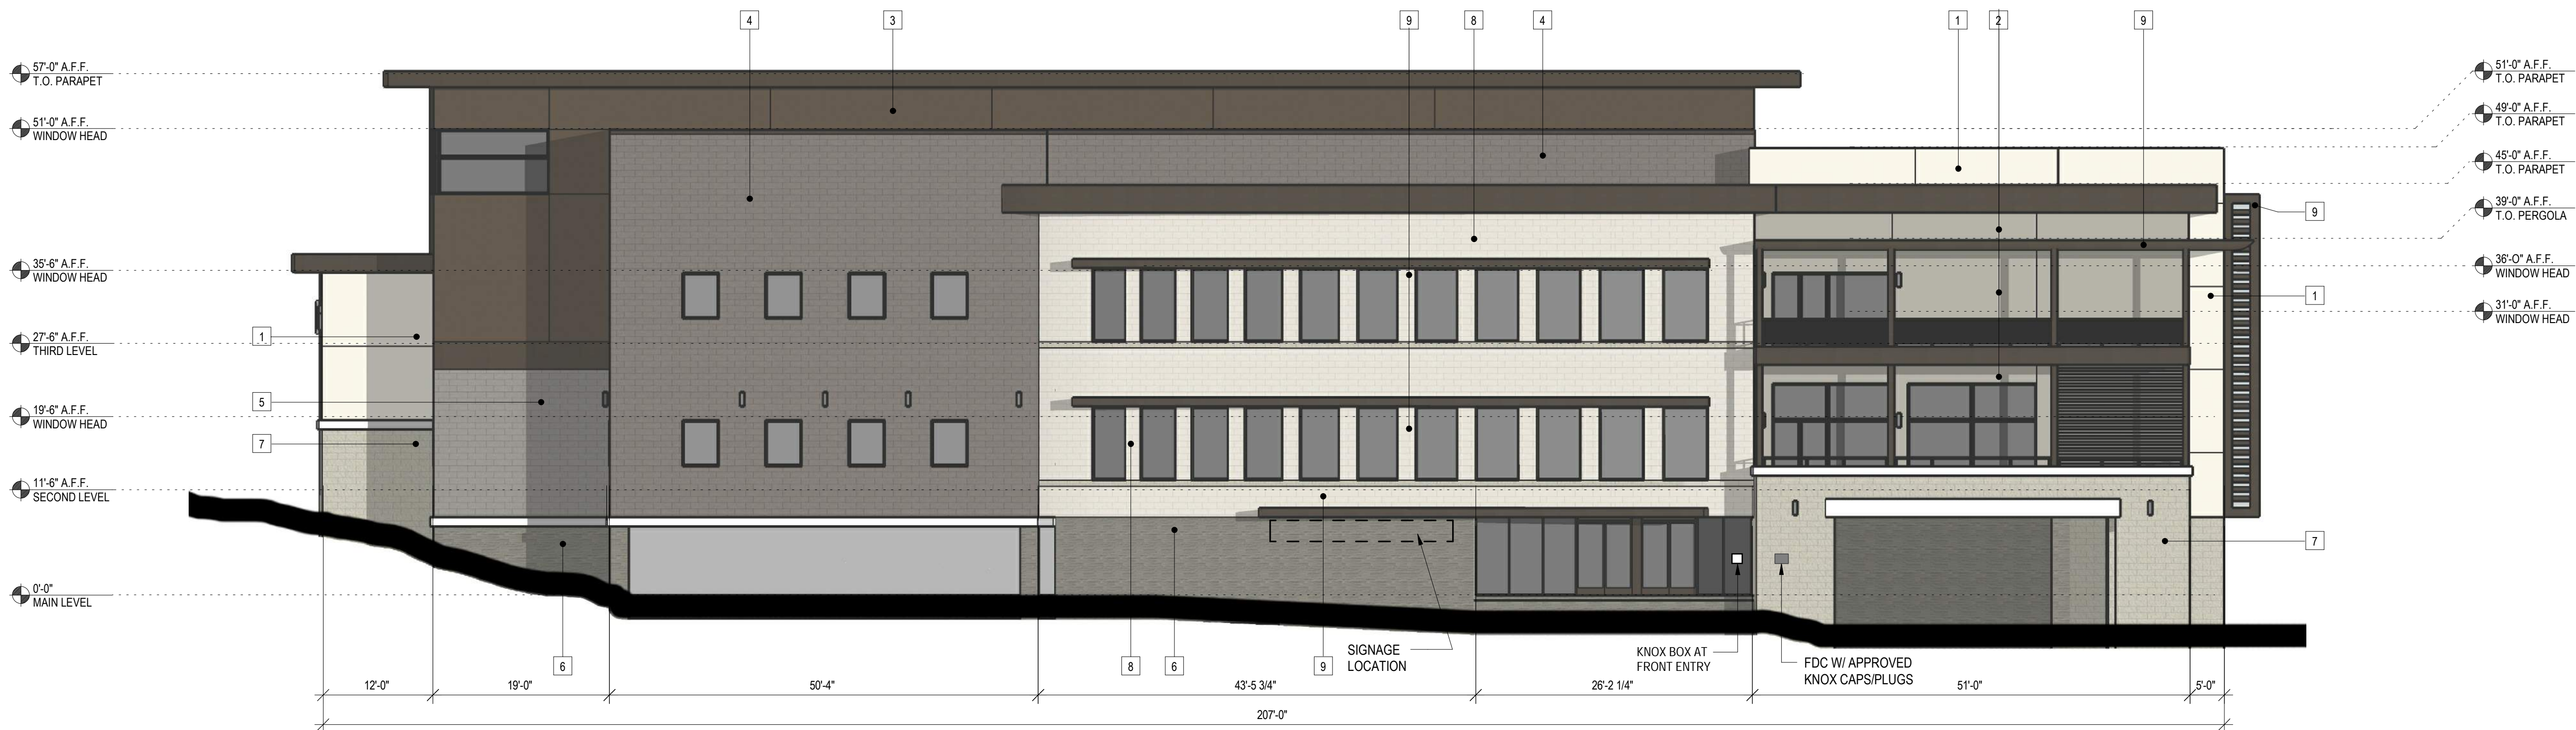 4
3
9
8
4
1
2
9
57'-0" A.F.F.
T.O. PARAPET
51'-0" A.F.F.
WINDOW HEAD
35'-6" A.F.F.
WINDOW HEAD
27'-6" A.F.F.
THIRD LEVEL
19'-6" A.F.F.
WINDOW HEAD
11'-6" A.F.F.
SECOND LEVEL
0'-0"
MAIN LEVEL
1
5
7
51'-0" A.F.F.
T.O. PARAPET
49'-0" A.F.F.
T.O. PARAPET
45'-0" A.F.F.
T.O. PARAPET
39'-0" A.F.F.
T.O. PERGOLA
36'-O" A.F.F.
WINDOW HEAD
31'-0" A.F.F.
WINDOW HEAD
9
1
7
6
8
6
9
SIGNAGE
LOCATION
KNOX BOX AT
FRONT ENTRY
FDC W/ APPROVED
KNOX CAPS/PLUGS
12'-0"
19'-0"
50'-4"
43'-5 3/4"
26'-2 1/4"
51'-0"
5'-0"
207'-0"